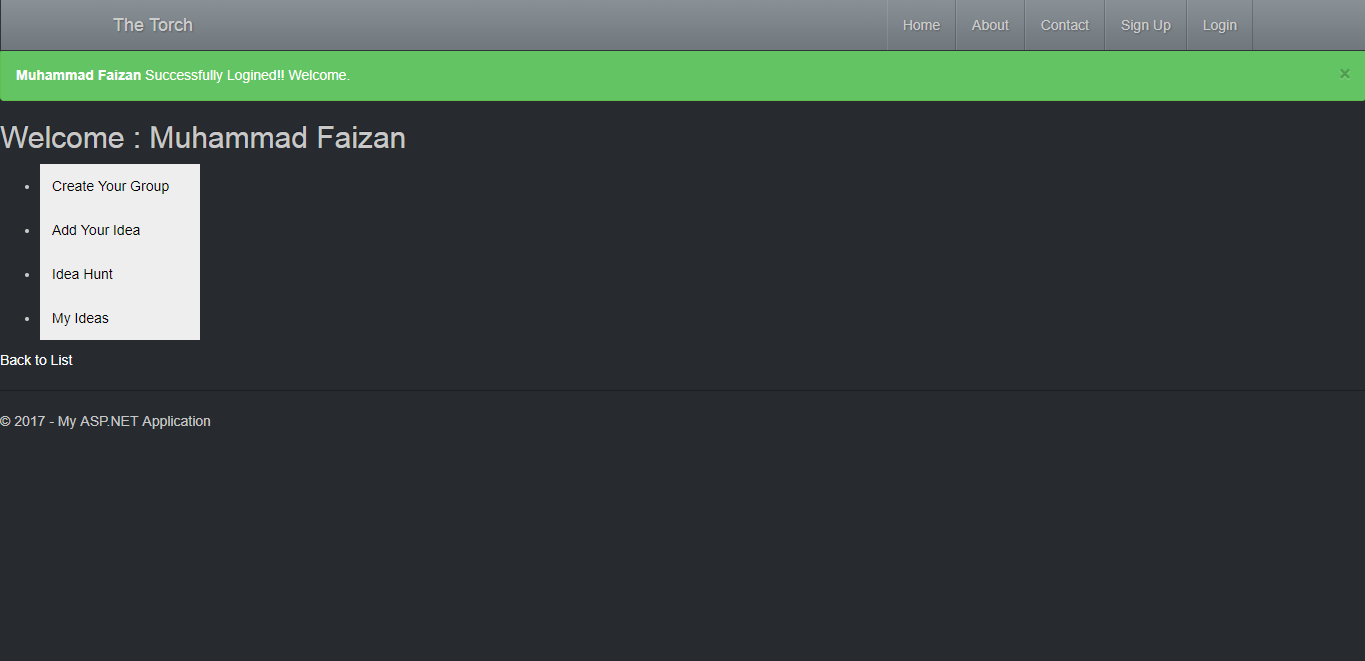 The Torch Home About Contact Sign Up Login
Muhammad Faizan Successfully Logined!! Welcome. ×
Welcome : Muhammad Faizan
• Create Your Group
• Add Your Idea
• Idea Hunt
• My Ideas
Back to List
© 2017 - My ASP.NET Application